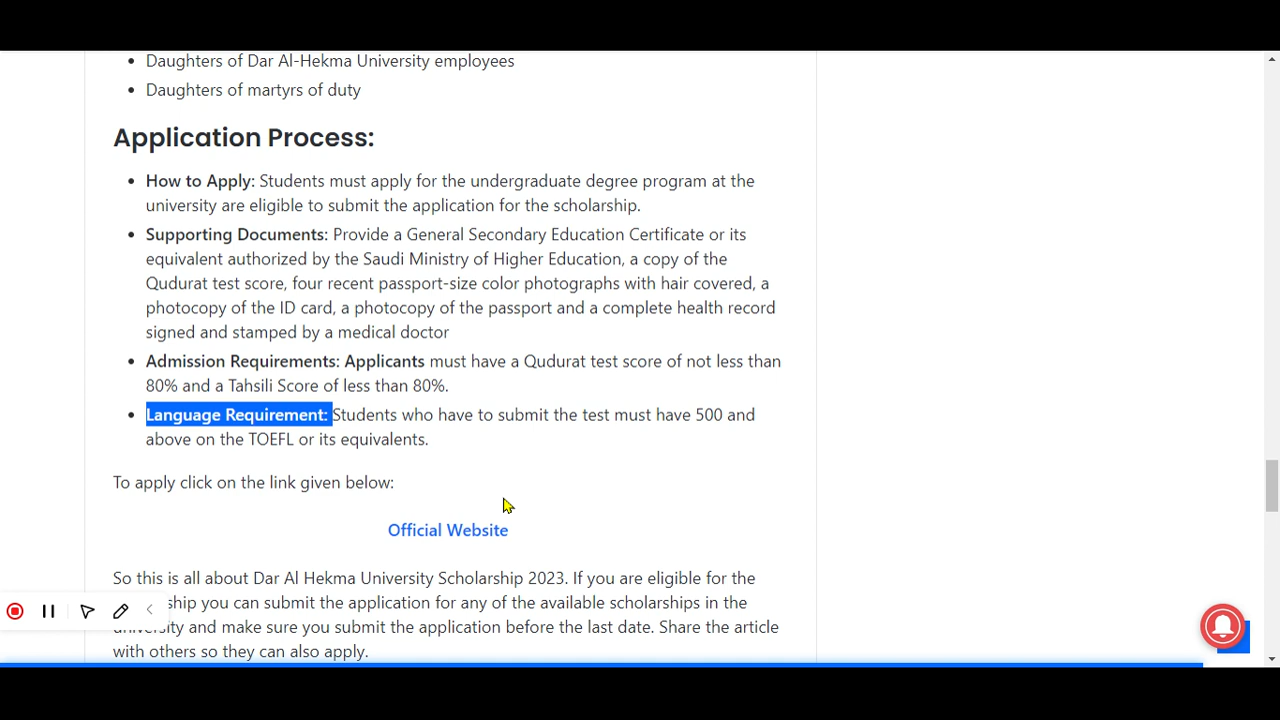 Daughters of Dar Al-Hekma University employees
Daughters of martyrs of duty
Application Process:
How to Apply: Students must apply for the undergraduate degree program at the
university are eligible to submit the application for the scholarship.
Supporting Documents: Provide a General Secondary Education Certificate or its
equivalent authorized by the Saudi Ministry of Higher Education, a copy of the
Qudurat test score, four recent passport-size color photographs with hair covered, a
photocopy of the ID card, a photocopy of the passport and a complete health record
signed and stamped by a medical doctor
Admission Requirements: Applicants must have a Qudurat test score of not less than
80% and a Tahsili Score of less than 80%.
Language Requirement: Students who have to submit the test must have 500 and
above on the TOEFL or its equivalents.
To apply click on the link given below:
Official Website
So this is all about Dar Al Hekma University Scholarship 2023. If you are eligible for the
ship you can submit the application for any of the available scholarships in the
university and make sure you submit the application before the last date. Share the article
with others so they can also apply.